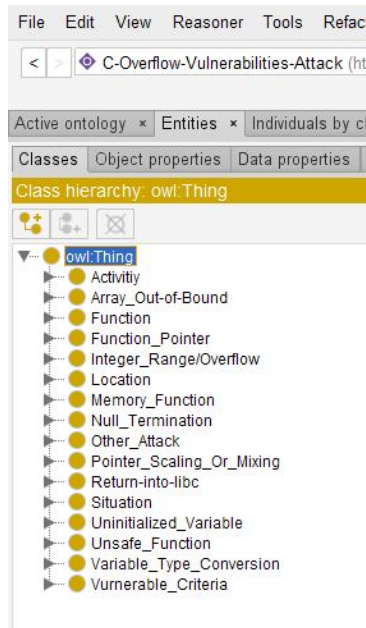 File Edit View Reasoner Tools Refac
< > C-Overflow-Vulnerabilities-Attack (ht
Active ontology × Entities × Individuals by cl
Classes Object properties Data properties
Class hierarchy: owl:Thing
owl:Thing
Activitiy
Array_Out-of-Bound
Function
Function_Pointer
Integer_Range/Overflow
Location
Memory_Function
Null_Termination
Other_Attack
Pointer_Scaling_Or_Mixing
Return-into-libc
Situation
Uninitialized_Variable
Unsafe_Function
Variable_Type_Conversion
Vurnerable_Criteria